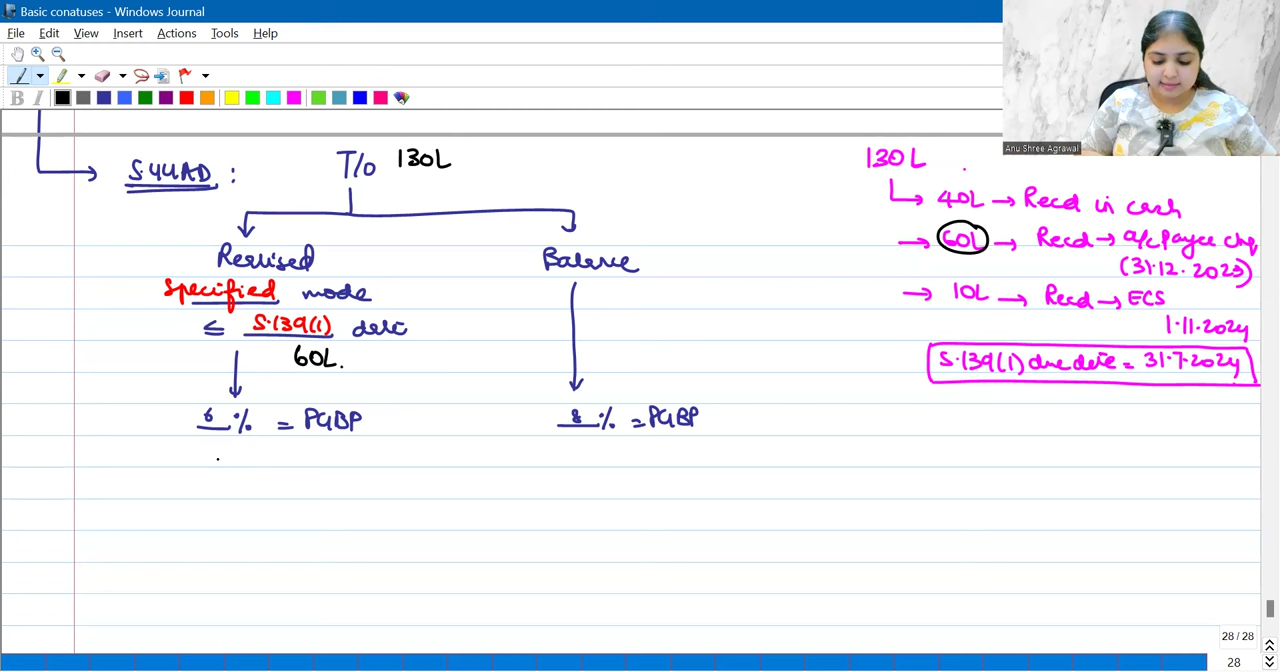 Basic conatuses - Windows Journal
File Edit View Insert Actions Tools Help
B I
Anu Shree Agrawal
S44AD : T/O 130L
Realised Balance
Specified mode
≤ S.139(1) date
60L.
6 % = PGBP 8 % = PGBP
130L
↳ 40L → Recd in cash
→ 60L → Recd → a/c Payee chq
(31.12.2023)
→ 10L → Recd → ECS
1.11.2024
S.139(1) due date = 31.7.2024
28 / 28
28